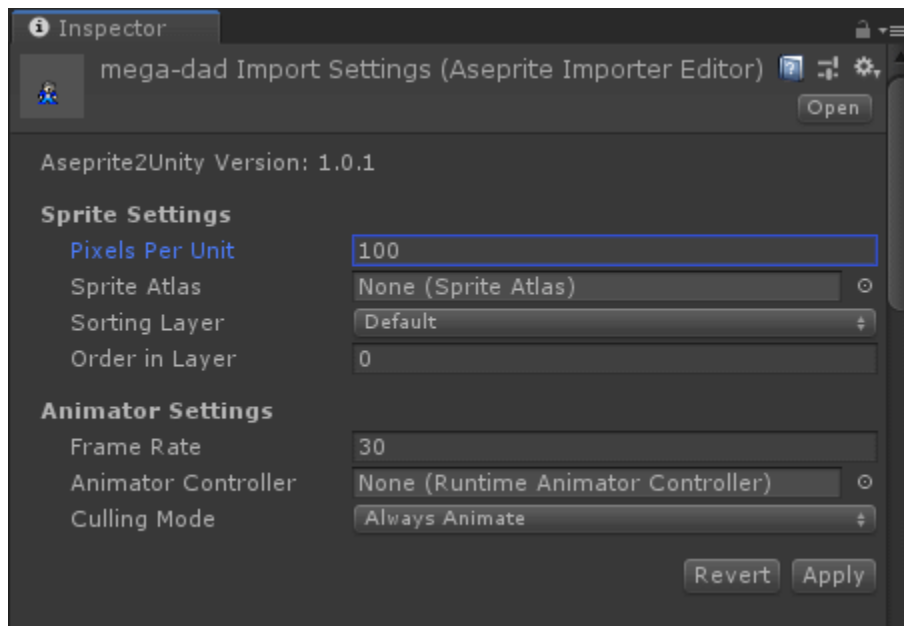 Inspector
mega-dad Import Settings (Aseprite Importer Editor)
Open
Aseprite2Unity Version: 1.0.1
Sprite Settings
Pixels Per Unit 100
Sprite Atlas None (Sprite Atlas)
Sorting Layer Default
Order in Layer 0
Animator Settings
Frame Rate 30
Animator Controller None (Runtime Animator Controller)
Culling Mode Always Animate
Revert Apply